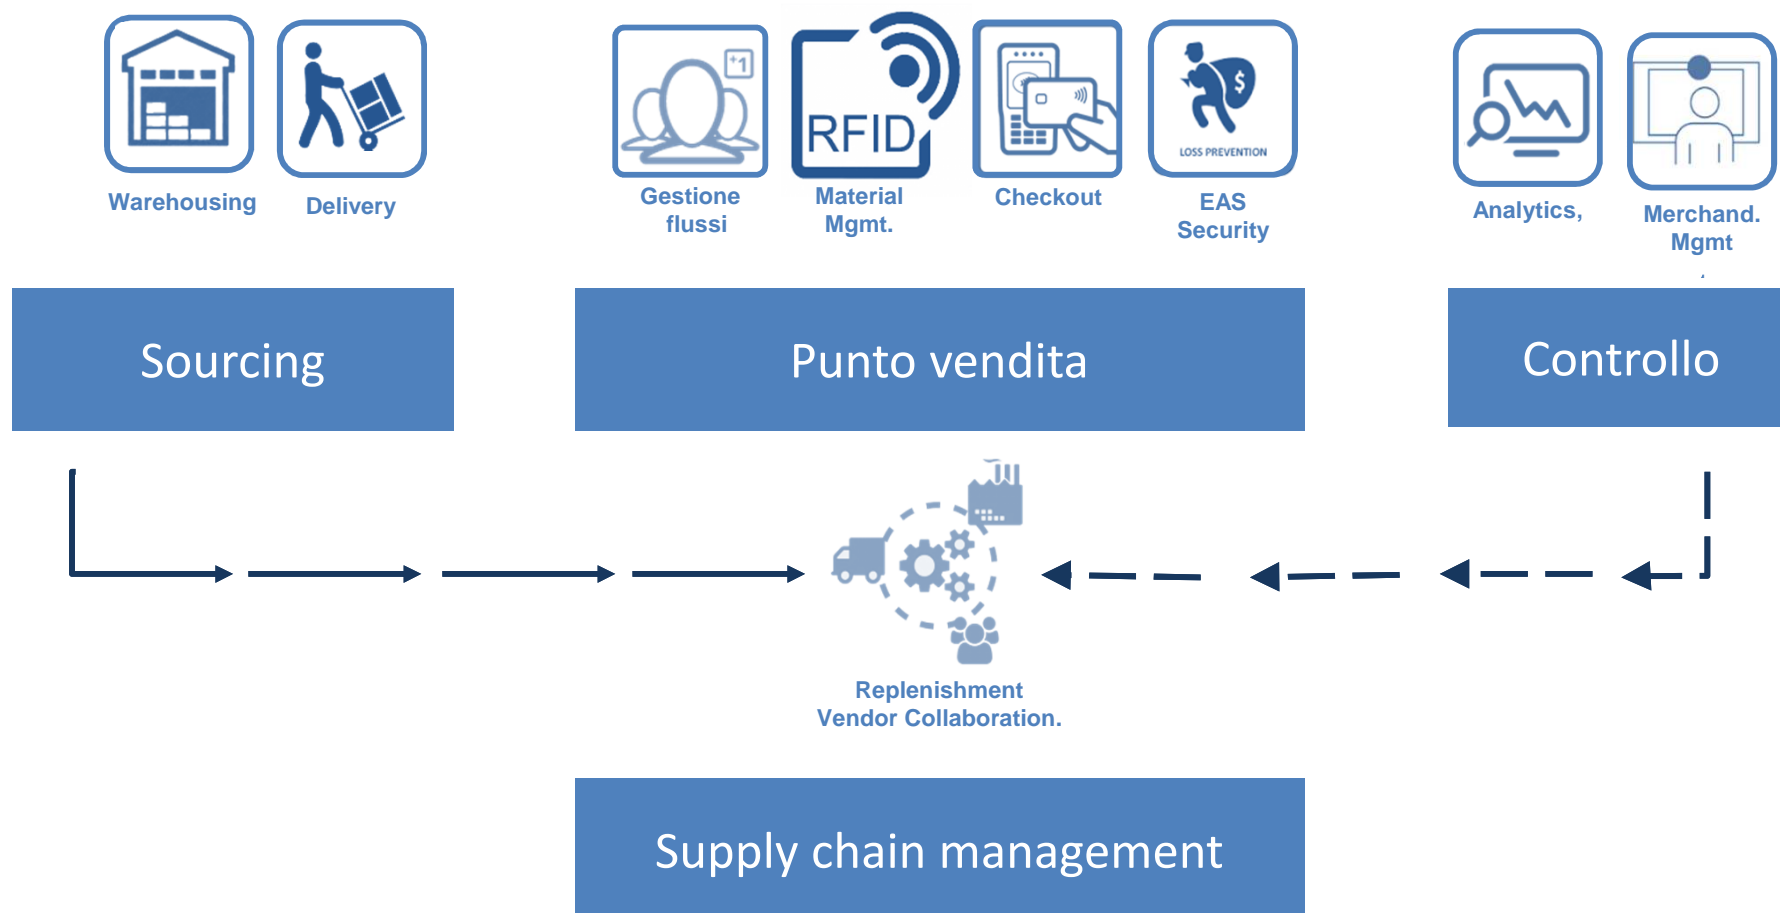 +1
RFID
$
LOSS PREVENTION
Warehousing
Delivery
Gestione
flussi
Material
Mgmt.
Checkout
EAS
Security
Analytics,
Merchand.
Mgmt
Sourcing
Punto vendita
Controllo
Replenishment
Vendor Collaboration.
Supply chain management